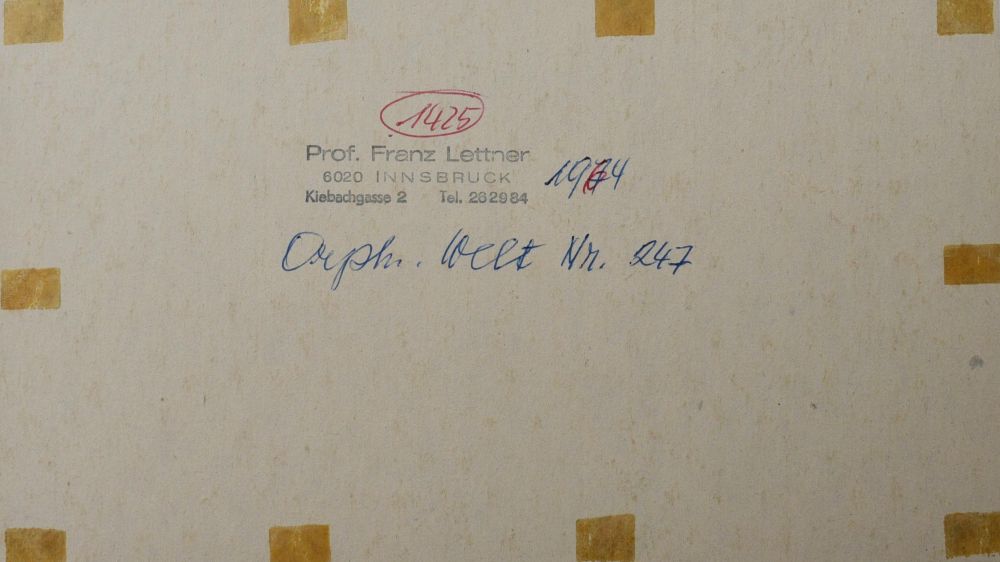 1425
Prof. Franz Lettner
6020 INNSBRUCK
Kiebachgasse 2 Tel. 262984
Orph. Welt Nr. 247